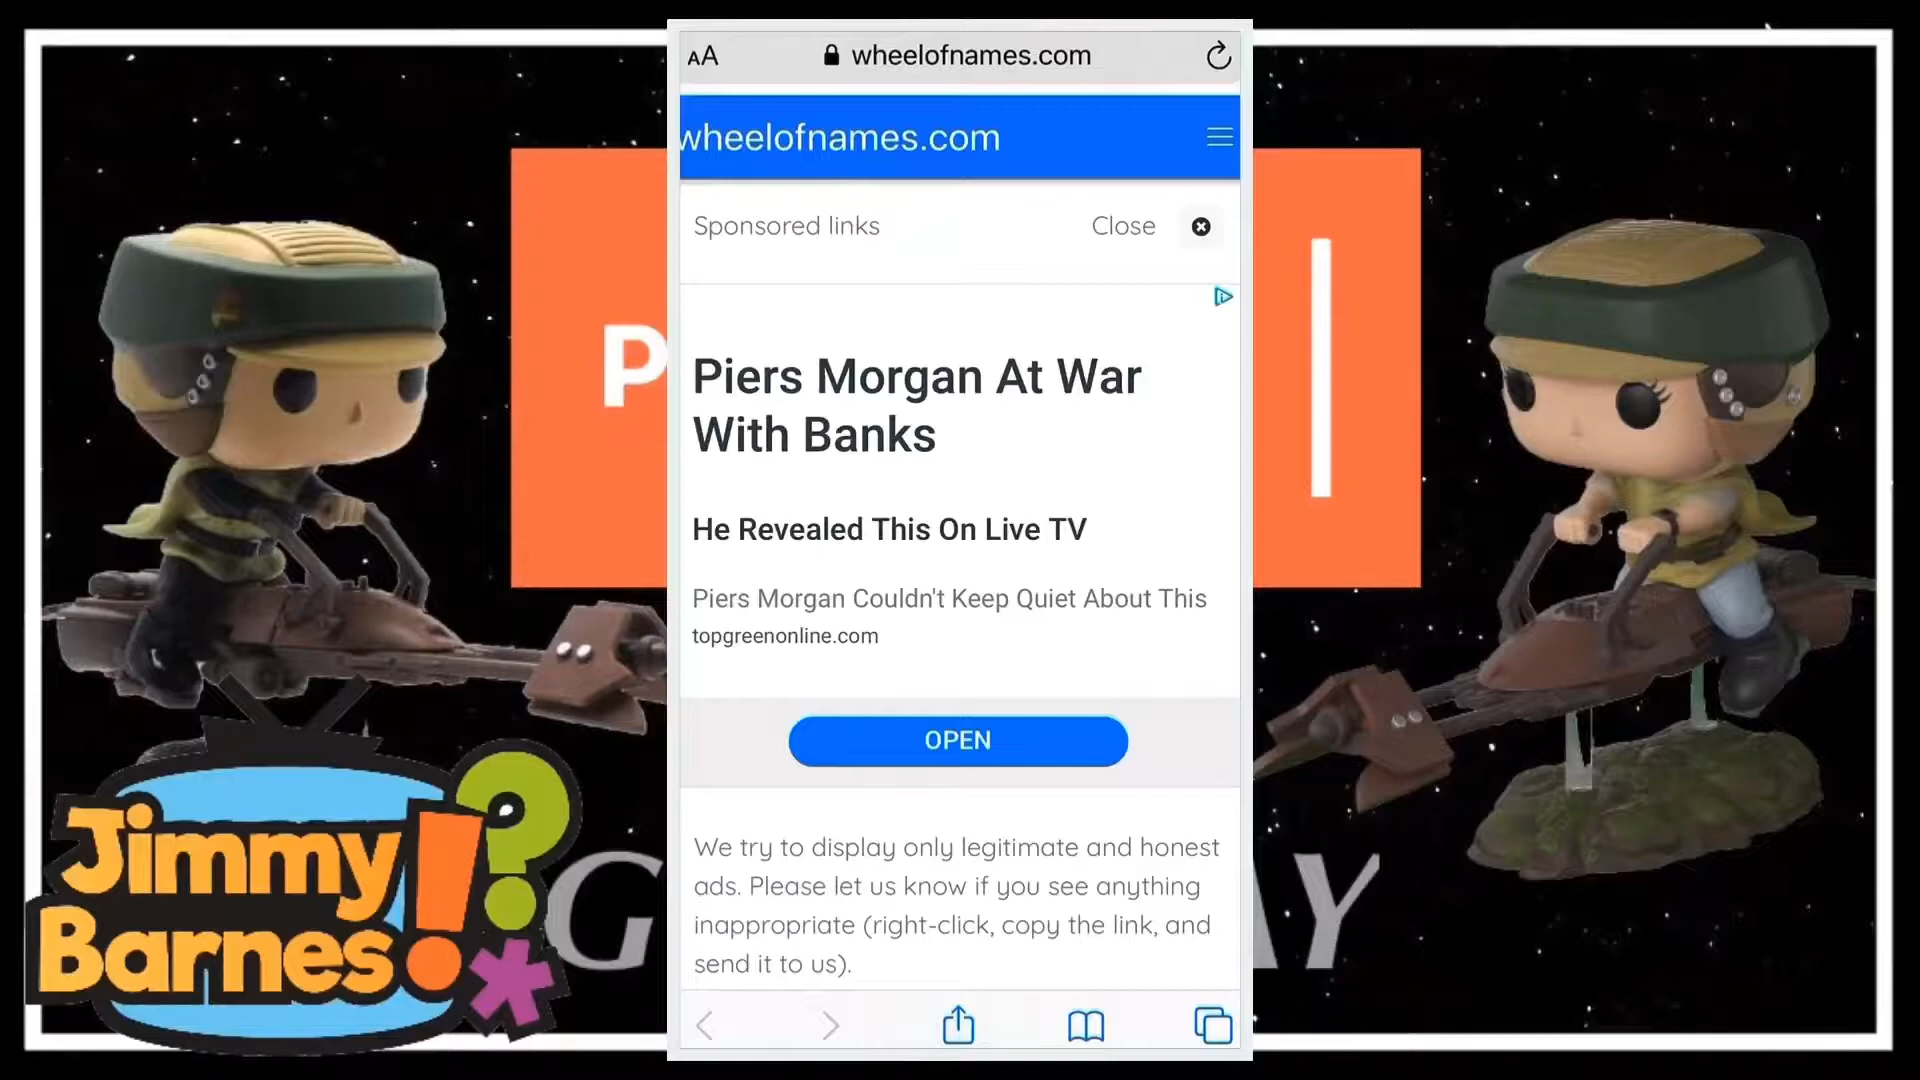 AA wheelofnames.com
wheelofnames.com
Sponsored links Close
Piers Morgan At War
With Banks
He Revealed This On Live TV
Piers Morgan Couldn't Keep Quiet About This
topgreenonline.com
OPEN
We try to display only legitimate and honest
ads. Please let us know if you see anything
inappropriate (right-click, copy the link, and
send it to us).
P
G AY
Jimmy
Barnes!?*